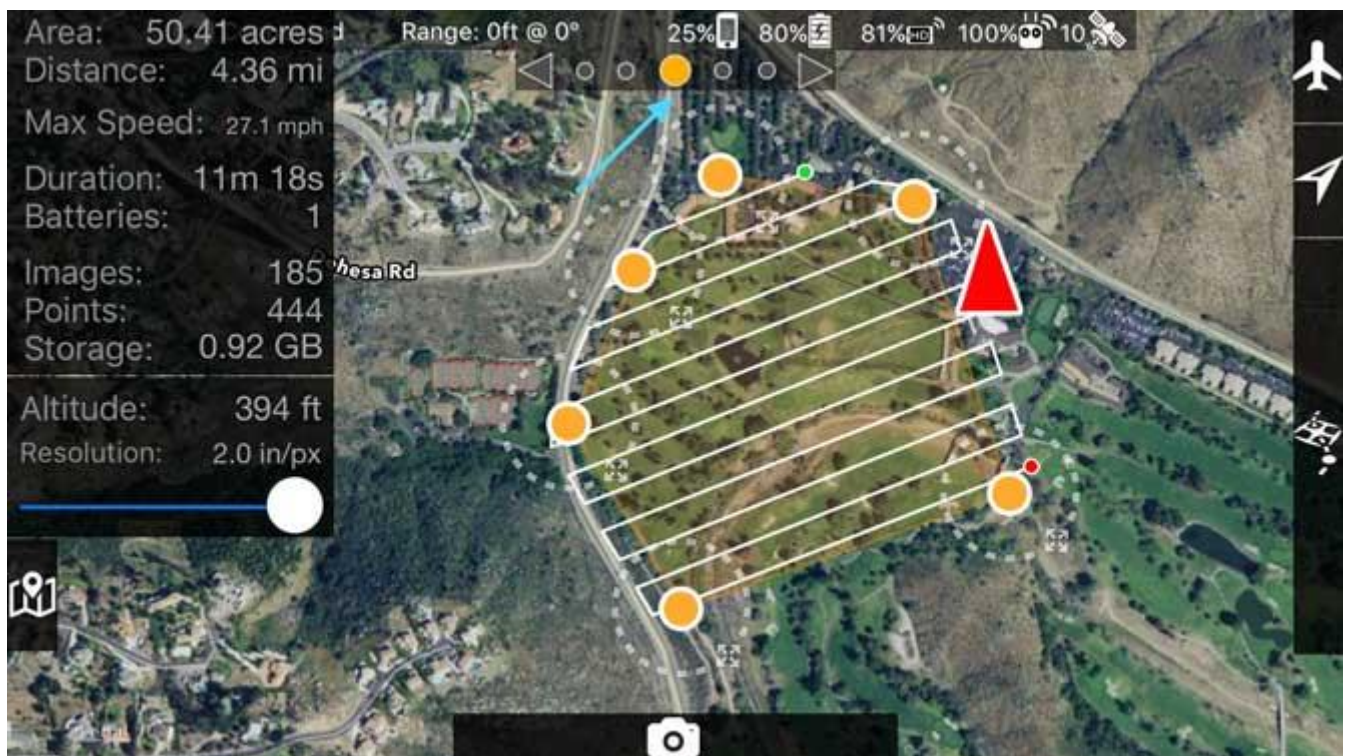 Area: 50.41 acres
d Range: 0ft @ 0° 25% 80% 81% HD 100% 10
Distance: 4.36 mi
Max Speed: 27.1 mph
Duration: 11m 18s
Batteries: 1
Images: 185
Points: 444
Storage: 0.92 GB
Altitude: 394 ft
Resolution: 2.0 in/px
Rd